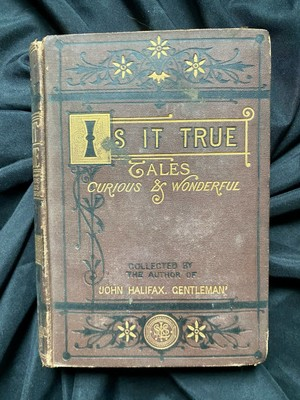 IS IT TRUE
TALES
CURIOUS & WONDERFUL
COLLECTED BY
THE AUTHOR OF
'JOHN HALIFAX. GENTLEMAN'